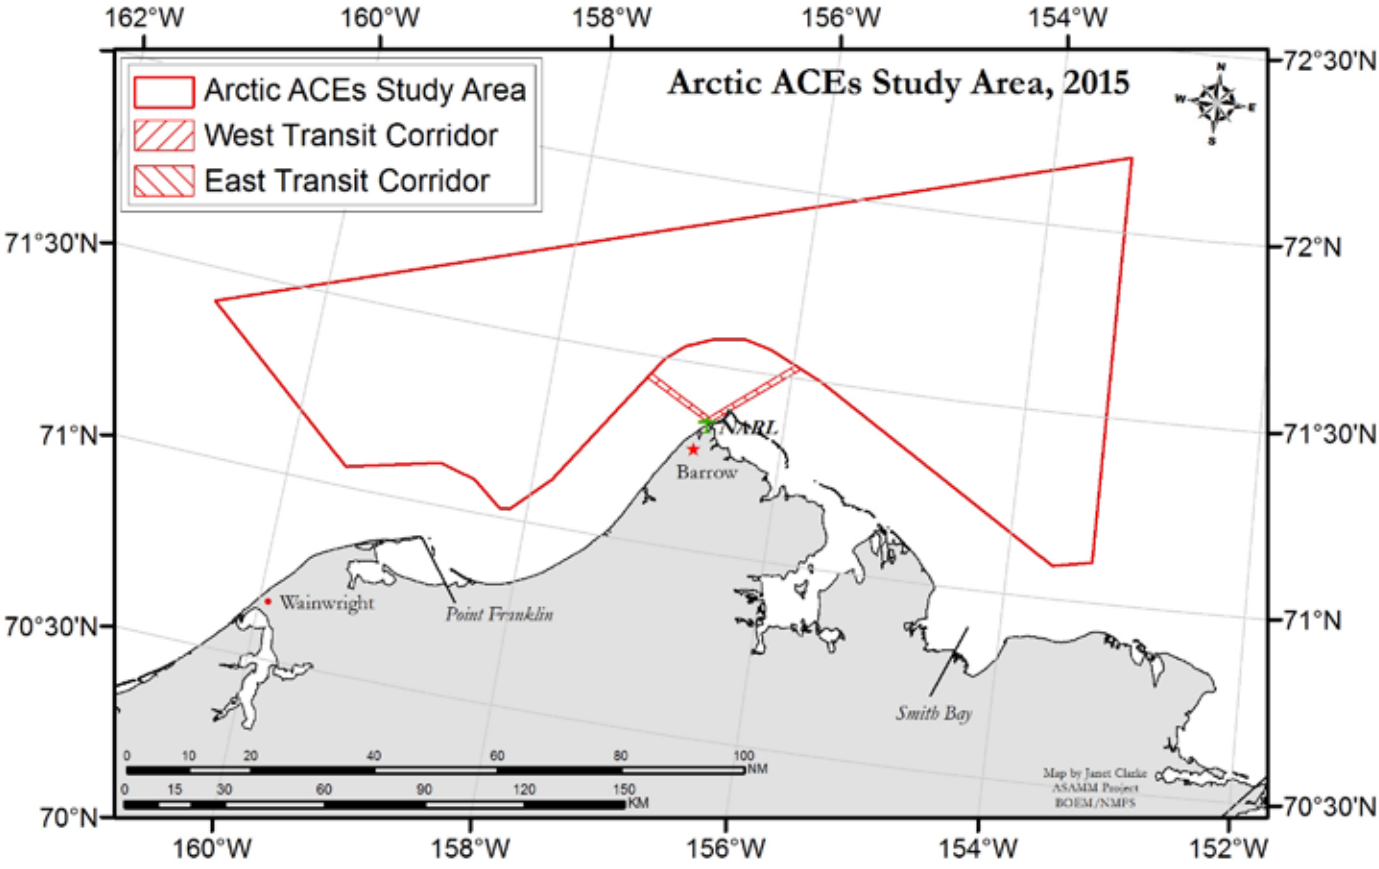 162°W 160°W 158°W 156°W 154°W
Arctic ACEs Study Area, 2015
Arctic ACEs Study Area
West Transit Corridor
East Transit Corridor
N
W E
S
72°30'N
71°30'N
72°N
71°N
71°30'N
70°30'N
71°N
70°N
70°30'N
NARL
Barrow
Wainwright
Point Franklin
Smith Bay
0 10 20 40 60 80 100
NM
0 15 30 60 90 120 150
KM
Map by Janet Clarke
ASAMM Project
BOEM/NMFS
160°W 158°W 156°W 154°W 152°W